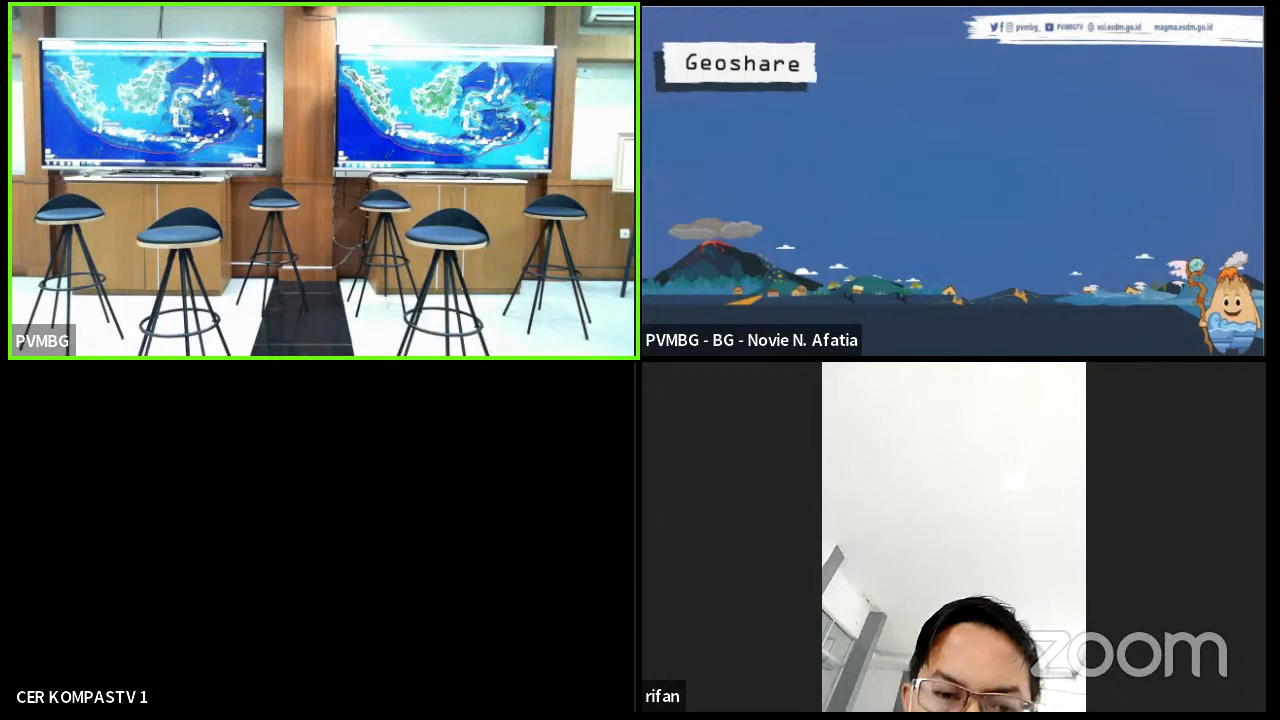 pvmbg_ PVMBGTV vsi.esdm.go.id magma.esdm.go.id
Geoshare
PVMBG
PVMBG - BG - Novie N. Afatia
CER KOMPASTV 1
rifan
zoom